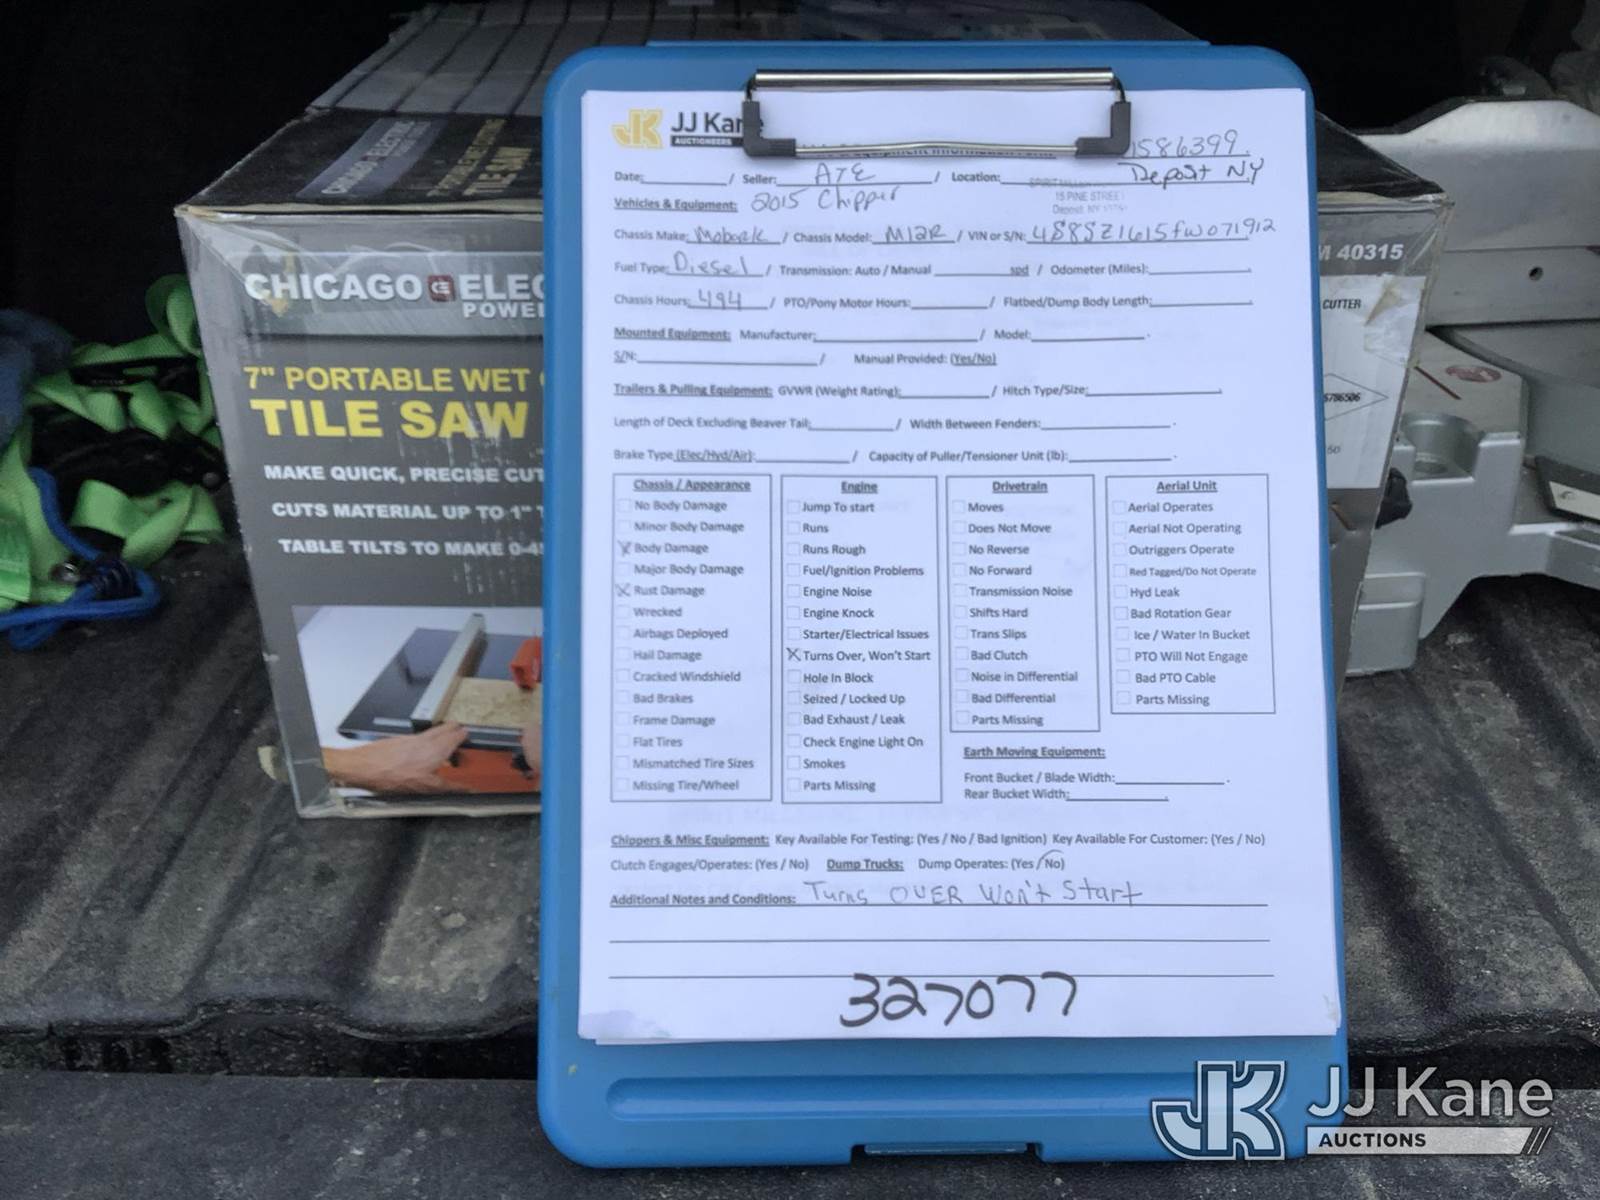 JJ Kane
AUCTIONEERS
1586399
Date: / Seller: ATE / Location: Deposit NY
15 PINE STREET
Vehicles & Equipment: 2015 Chipper
Chassis Make: Mobark / Chassis Model: M12R / VIN or S/N: 4S8SZ1615FW071912
Fuel Type: Diesel / Transmission: Auto / Manual spd / Odometer (Miles):
Chassis Hours: 494 / PTO/Pony Motor Hours: / Flatbed/Dump Body Length:
Mounted Equipment: Manufacturer: / Model:
S/N: / Manual Provided: (Yes/No)
Trailers & Pulling Equipment: GVWR (Weight Rating): / Hitch Type/Size:
Length of Deck Excluding Beaver Tail: / Width Between Fenders:
Brake Type (Elec/Hyd/Air): / Capacity of Puller/Tensioner Unit (lb):
Chassis / Appearance
No Body Damage
Minor Body Damage
Body Damage
Major Body Damage
Rust Damage
Wrecked
Airbags Deployed
Hail Damage
Cracked Windshield
Bad Brakes
Frame Damage
Flat Tires
Mismatched Tire Sizes
Missing Tire/Wheel
Engine
Jump To start
Runs
Runs Rough
Fuel/Ignition Problems
Engine Noise
Engine Knock
Starter/Electrical Issues
Turns Over, Won't Start
Hole In Block
Seized / Locked Up
Bad Exhaust / Leak
Check Engine Light On
Smokes
Parts Missing
Drivetrain
Moves
Does Not Move
No Reverse
No Forward
Transmission Noise
Shifts Hard
Trans Slips
Bad Clutch
Noise in Differential
Bad Differential
Parts Missing
Aerial Unit
Aerial Operates
Aerial Not Operating
Outriggers Operate
Red Tagged/Do Not Operate
Hyd Leak
Bad Rotation Gear
Ice / Water In Bucket
PTO Will Not Engage
Bad PTO Cable
Parts Missing
Earth Moving Equipment:
Front Bucket / Blade Width:
Rear Bucket Width:
Chippers & Misc Equipment: Key Available For Testing: (Yes / No / Bad Ignition) Key Available For Customer: (Yes / No)
Clutch Engages/Operates: (Yes / No) Dump Trucks: Dump Operates: (Yes / No)
Additional Notes and Conditions: Turns OVER Won't Start
327077
CHICAGO ELEC
POWE
7" PORTABLE WET
TILE SAW
MAKE QUICK, PRECISE CUT
CUTS MATERIAL UP TO 1"
TABLE TILTS TO MAKE 0-4
CHICAGO ELECTRIC
TILE SAW
M 40315
CUTTER
JJ Kane
AUCTIONS